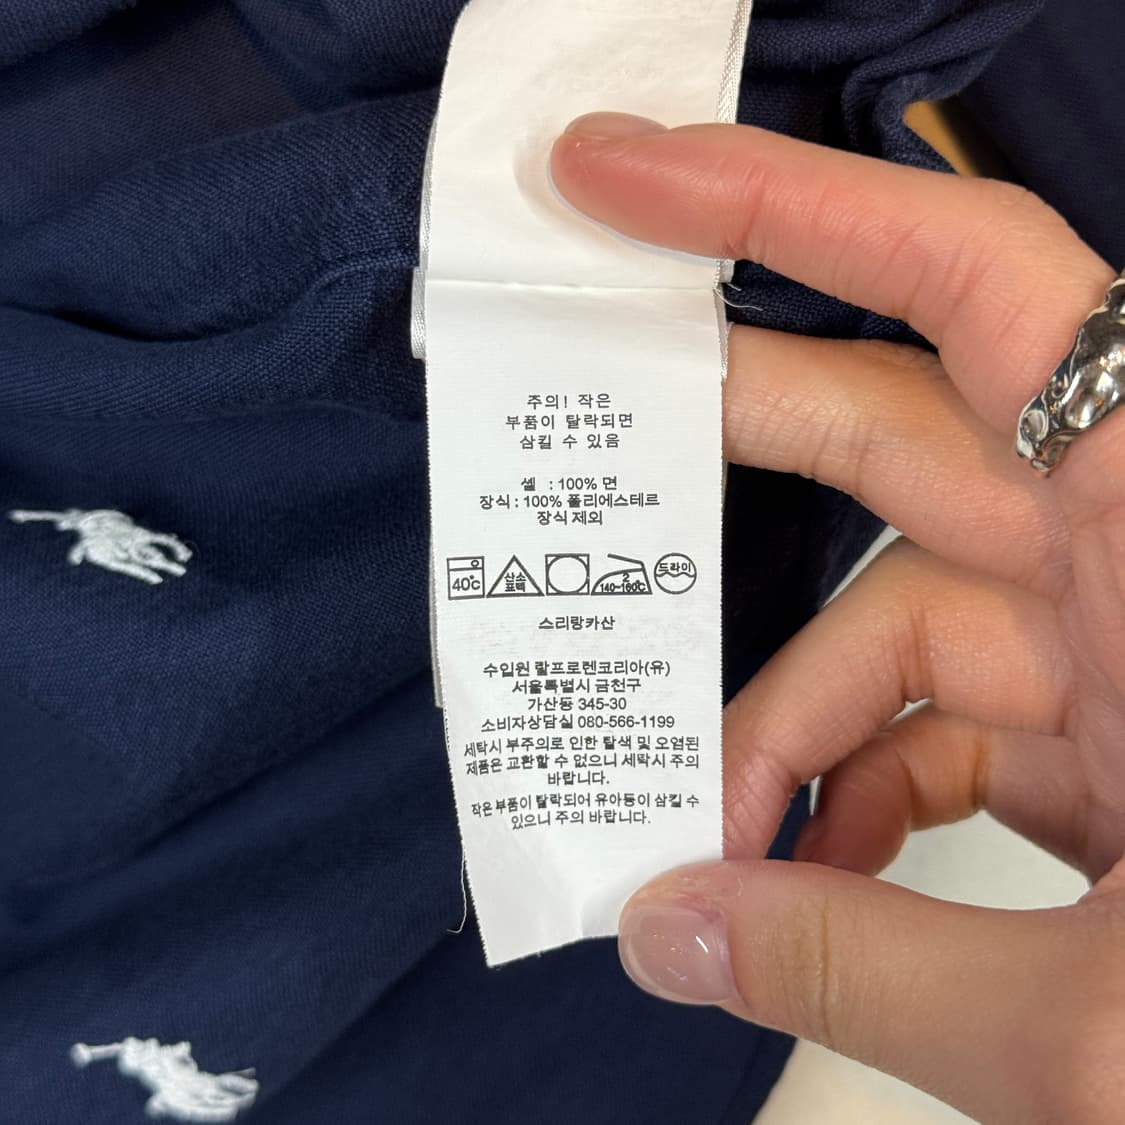 주의! 작은
부품이 탈락되면
삼킬 수 있음
셸 : 100% 면
장식 : 100% 폴리에스테르
장식 제외
40℃ 산소 표백 2 140~160℃ 드라이
스리랑카산
수입원 랄프로렌코리아(유)
서울특별시 금천구
가산동 345-30
소비자상담실 080-566-1199
세탁시 부주의로 인한 탈색 및 오염된
제품은 교환할 수 없으니 세탁시 주의
바랍니다.
작은 부품이 탈락되어 유아등이 삼킬 수
있으니 주의 바랍니다.